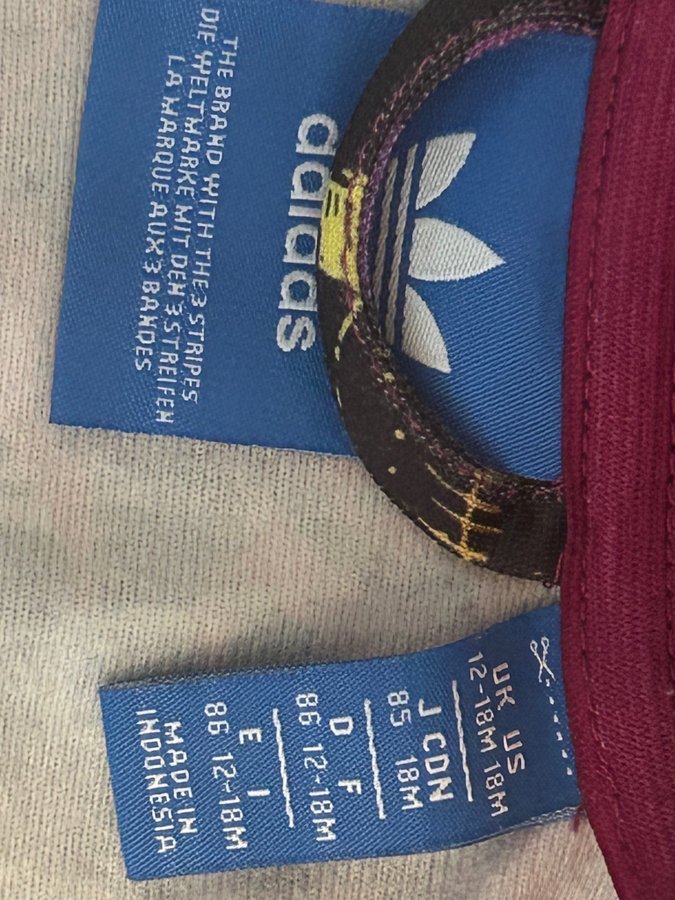 adidas
THE BRAND WITH THE 3 STRIPES
DIE WELTMARKE MIT DEN 3 STREIFEN
LA MARQUE AUX 3 BANDES
UK US
12-18M 18M
J CDN
85 18M
D F
86 12-18M
E I
86 12-18M
MADE IN
INDONESIA